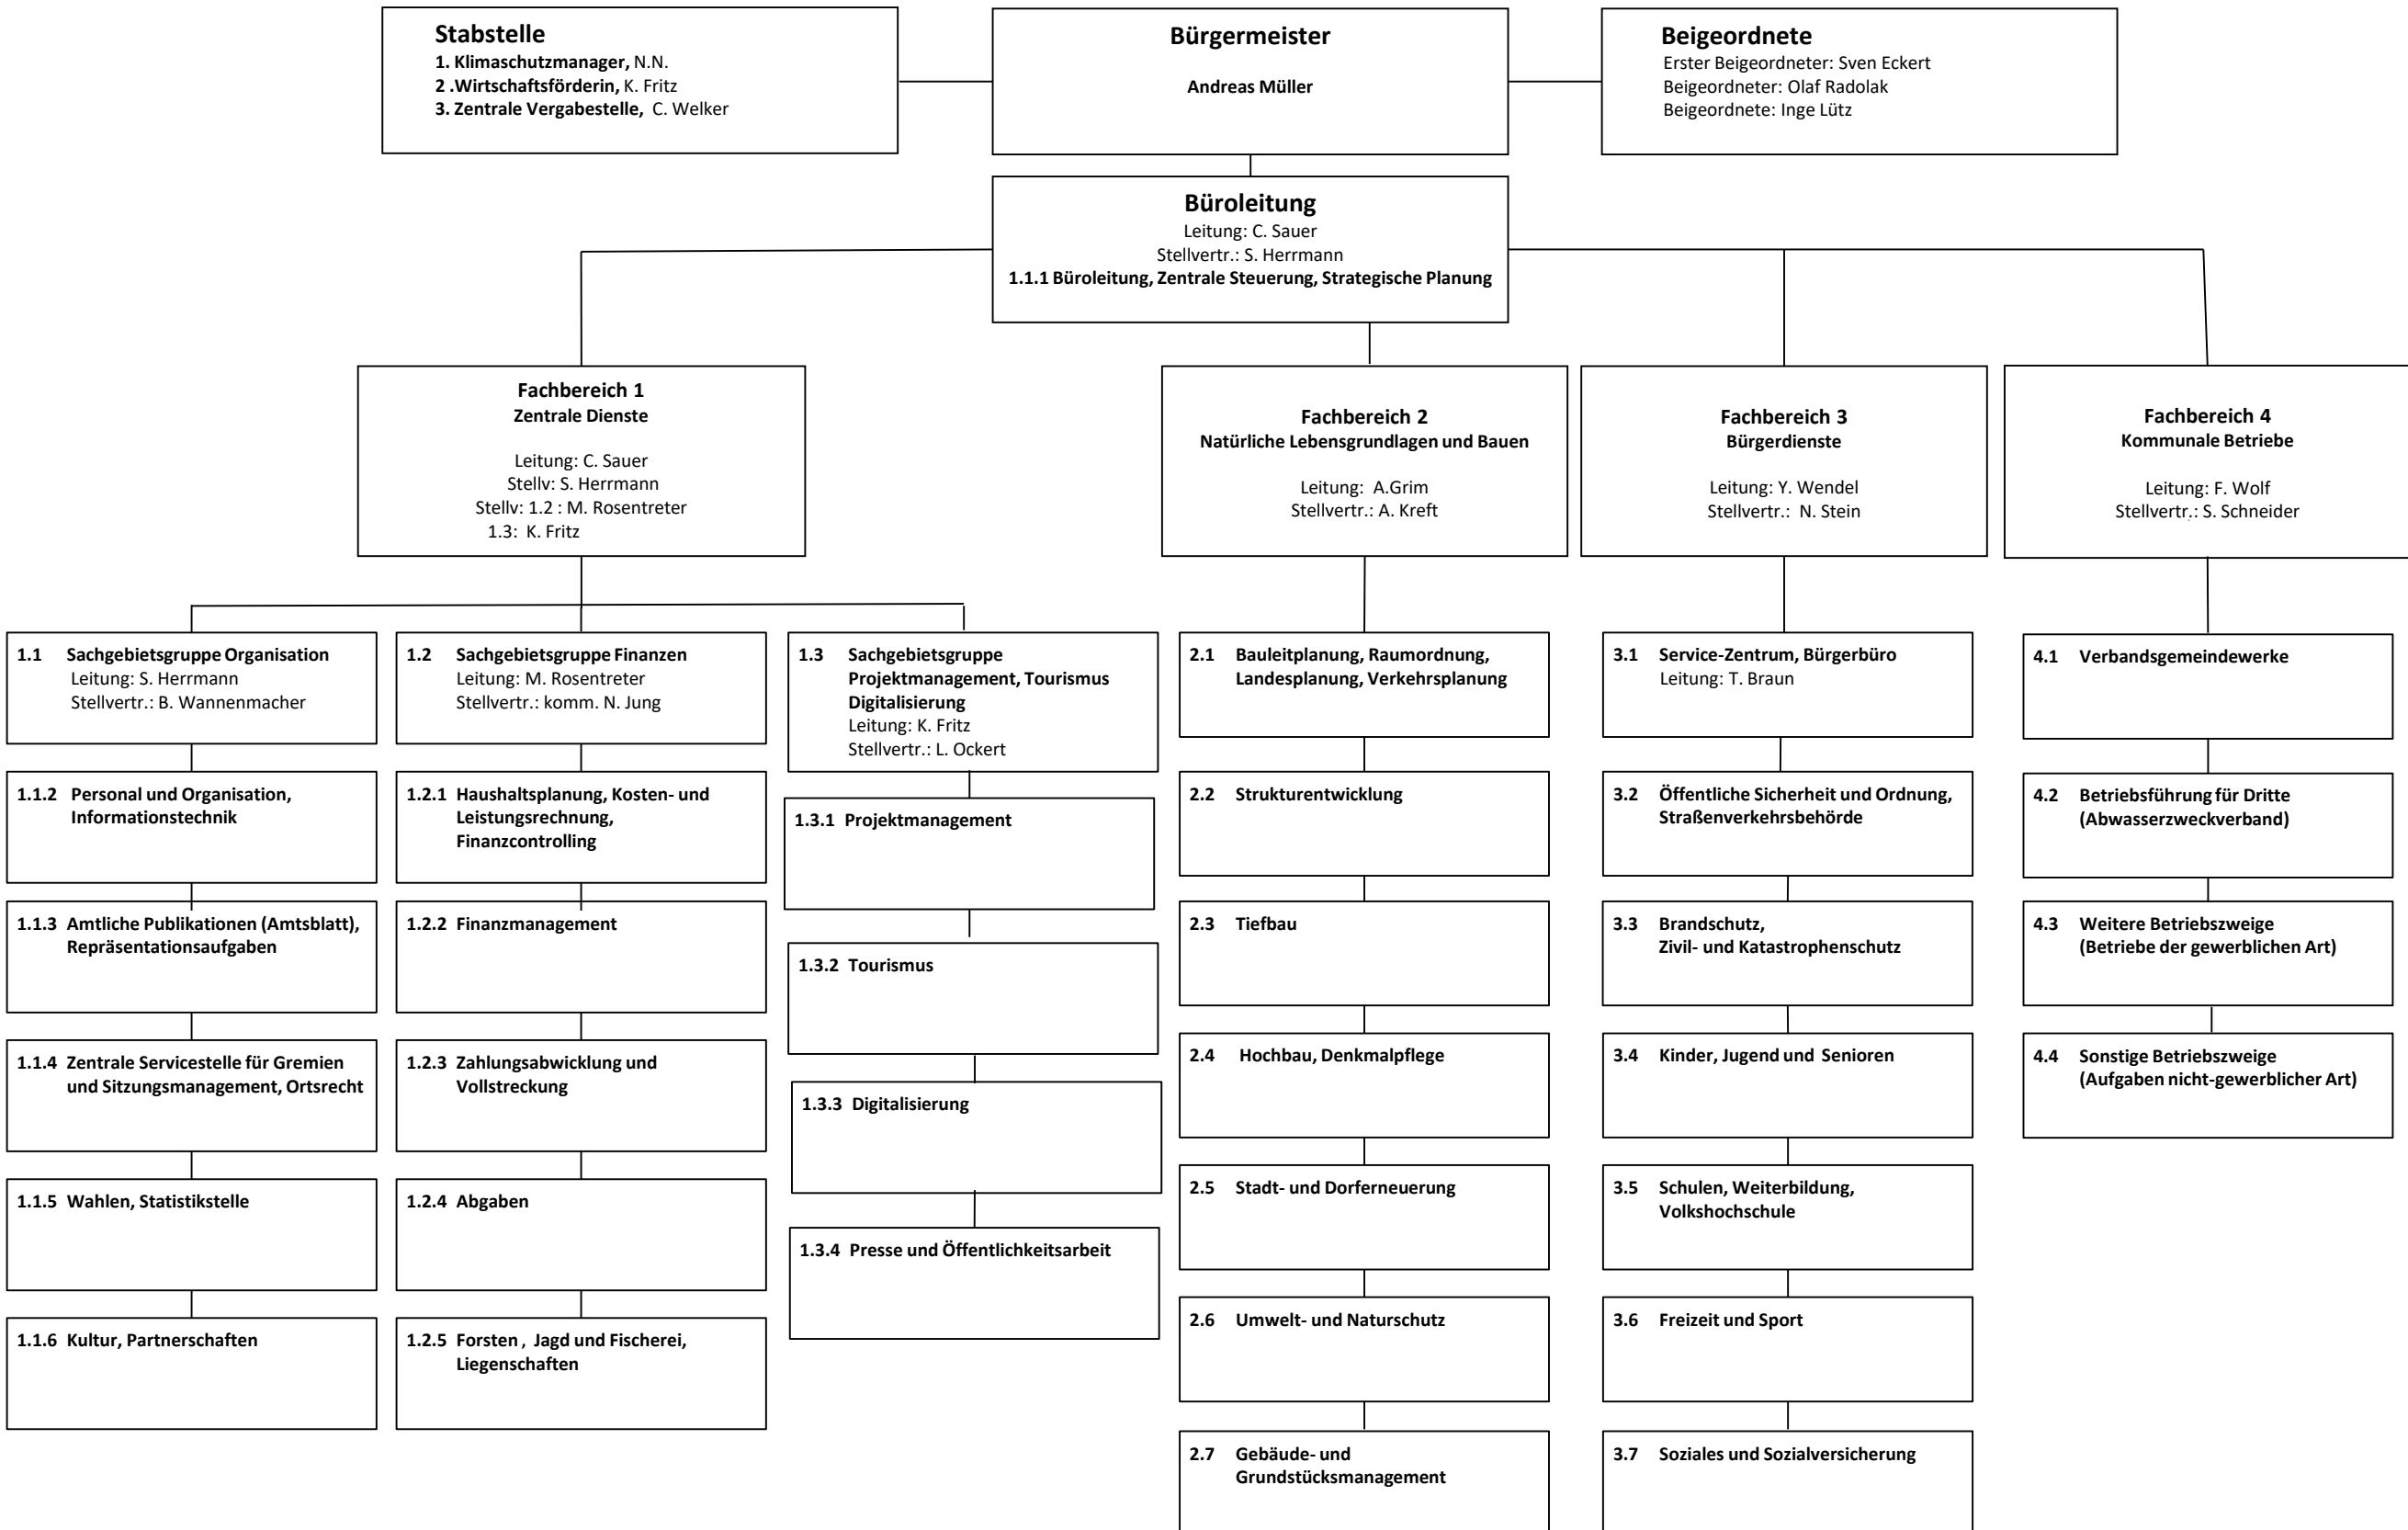 Stabstelle
1. Klimaschutzmanager, N.N.
2 .Wirtschaftsförderin, K. Fritz
3. Zentrale Vergabestelle, C. Welker
Bürgermeister
Andreas Müller
Beigeordnete
Erster Beigeordneter: Sven Eckert
Beigeordneter: Olaf Radolak
Beigeordnete: Inge Lütz
Büroleitung
Leitung: C. Sauer
Stellvertr.: S. Herrmann
1.1.1 Büroleitung, Zentrale Steuerung, Strategische Planung
Fachbereich 1
Zentrale Dienste
Leitung: C. Sauer
Stellv: S. Herrmann
Stellv: 1.2 : M. Rosentreter
1.3: K. Fritz
Fachbereich 2
Natürliche Lebensgrundlagen und Bauen
Leitung: A.Grim
Stellvertr.: A. Kreft
Fachbereich 3
Bürgerdienste
Leitung: Y. Wendel
Stellvertr.: N. Stein
Fachbereich 4
Kommunale Betriebe
Leitung: F. Wolf
Stellvertr.: S. Schneider
1.1 Sachgebietsgruppe Organisation
Leitung: S. Herrmann
Stellvertr.: B. Wannenmacher
1.1.2 Personal und Organisation,
Informationstechnik
1.1.3 Amtliche Publikationen (Amtsblatt),
Repräsentationsaufgaben
1.1.4 Zentrale Servicestelle für Gremien
und Sitzungsmanagement, Ortsrecht
1.1.5 Wahlen, Statistikstelle
1.1.6 Kultur, Partnerschaften
1.2 Sachgebietsgruppe Finanzen
Leitung: M. Rosentreter
Stellvertr.: komm. N. Jung
1.2.1 Haushaltsplanung, Kosten- und
Leistungsrechnung,
Finanzcontrolling
1.2.2 Finanzmanagement
1.2.3 Zahlungsabwicklung und
Vollstreckung
1.2.4 Abgaben
1.2.5 Forsten , Jagd und Fischerei,
Liegenschaften
1.3 Sachgebietsgruppe
Projektmanagement, Tourismus
Digitalisierung
Leitung: K. Fritz
Stellvertr.: L. Ockert
1.3.1 Projektmanagement
1.3.2 Tourismus
1.3.3 Digitalisierung
1.3.4 Presse und Öffentlichkeitsarbeit
2.1 Bauleitplanung, Raumordnung,
Landesplanung, Verkehrsplanung
2.2 Strukturentwicklung
2.3 Tiefbau
2.4 Hochbau, Denkmalpflege
2.5 Stadt- und Dorferneuerung
2.6 Umwelt- und Naturschutz
2.7 Gebäude- und
Grundstücksmanagement
3.1 Service-Zentrum, Bürgerbüro
Leitung: T. Braun
3.2 Öffentliche Sicherheit und Ordnung,
Straßenverkehrsbehörde
3.3 Brandschutz,
Zivil- und Katastrophenschutz
3.4 Kinder, Jugend und Senioren
3.5 Schulen, Weiterbildung,
Volkshochschule
3.6 Freizeit und Sport
3.7 Soziales und Sozialversicherung
4.1 Verbandsgemeindewerke
4.2 Betriebsführung für Dritte
(Abwasserzweckverband)
4.3 Weitere Betriebszweige
(Betriebe der gewerblichen Art)
4.4 Sonstige Betriebszweige
(Aufgaben nicht-gewerblicher Art)